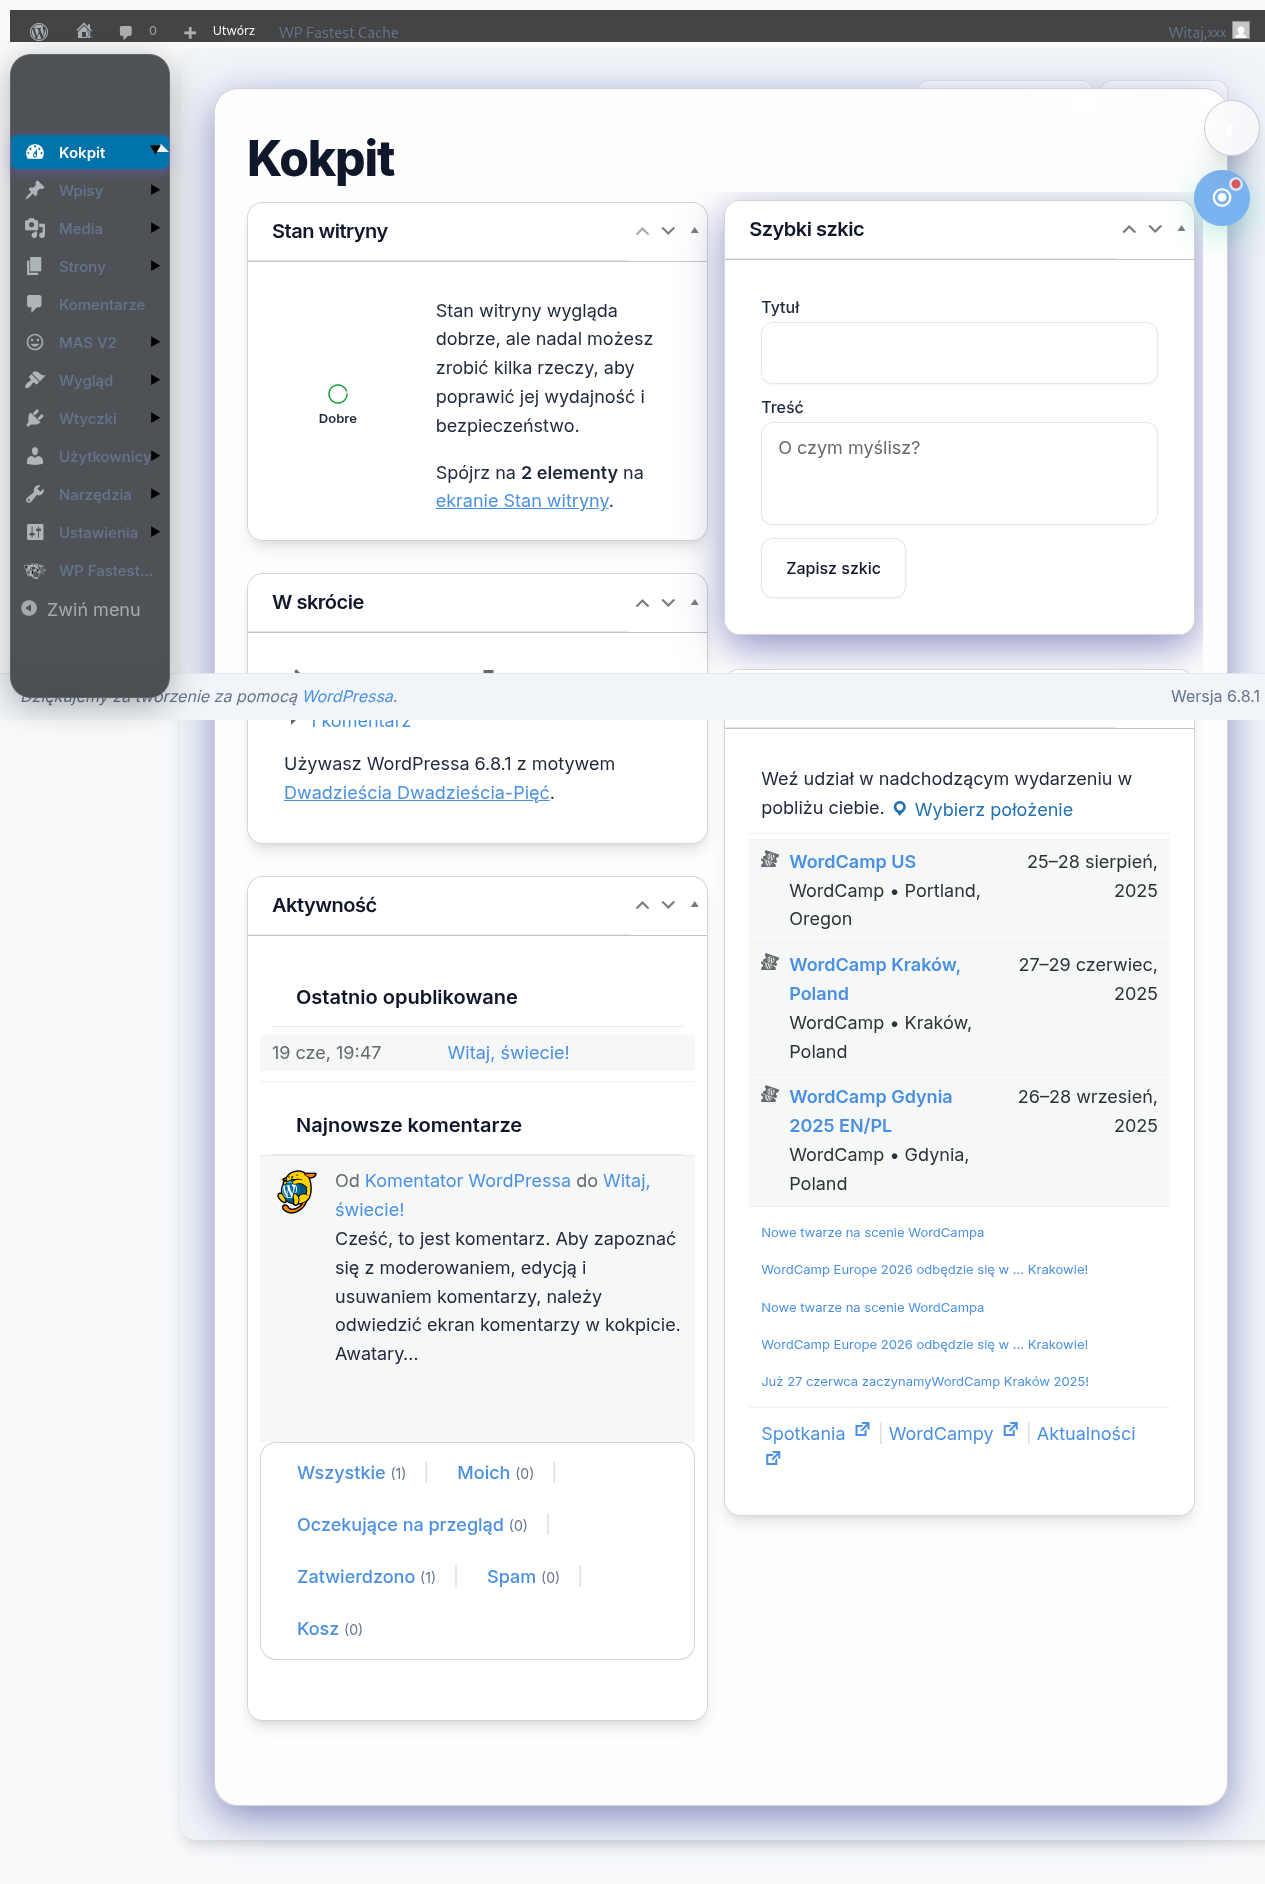 0 Utwórz WP Fastest Cache Witaj,xxx
Kokpit
Wpisy
Media
Strony
Komentarze
MAS V2
Wygląd
Wtyczki
Użytkownicy
Narzędzia
Ustawienia
WP Fastest...
Zwiń menu
Kokpit
Stan witryny
Dobre
Stan witryny wygląda
dobrze, ale nadal możesz
zrobić kilka rzeczy, aby
poprawić jej wydajność i
bezpieczeństwo.
Spójrz na 2 elementy na
ekranie Stan witryny.
W skrócie
1 komentarz
Używasz WordPressa 6.8.1 z motywem
Dwadzieścia Dwadzieścia-Pięć.
Aktywność
Ostatnio opublikowane
19 cze, 19:47 Witaj, świecie!
Najnowsze komentarze
Od Komentator WordPressa do Witaj,
świecie!
Cześć, to jest komentarz. Aby zapoznać
się z moderowaniem, edycją i
usuwaniem komentarzy, należy
odwiedzić ekran komentarzy w kokpicie.
Awatary...
Wszystkie (1) | Moich (0) |
Oczekujące na przegląd (0) |
Zatwierdzono (1) | Spam (0) |
Kosz (0)
Szybki szkic
Tytuł
Treść
O czym myślisz?
Zapisz szkic
Weź udział w nadchodzącym wydarzeniu w
pobliżu ciebie. Wybierz położenie
WordCamp US 25–28 sierpień,
WordCamp • Portland, 2025
Oregon
WordCamp Kraków, 27–29 czerwiec,
Poland 2025
WordCamp • Kraków,
Poland
WordCamp Gdynia 26–28 wrzesień,
2025 EN/PL 2025
WordCamp • Gdynia,
Poland
Nowe twarze na scenie WordCampa
WordCamp Europe 2026 odbędzie się w … Krakowie!
Nowe twarze na scenie WordCampa
WordCamp Europe 2026 odbędzie się w … Krakowie!
Już 27 czerwca zaczynamyWordCamp Kraków 2025!
Spotkania | WordCampy | Aktualności
Dziękujemy za tworzenie za pomocą WordPressa. Wersja 6.8.1